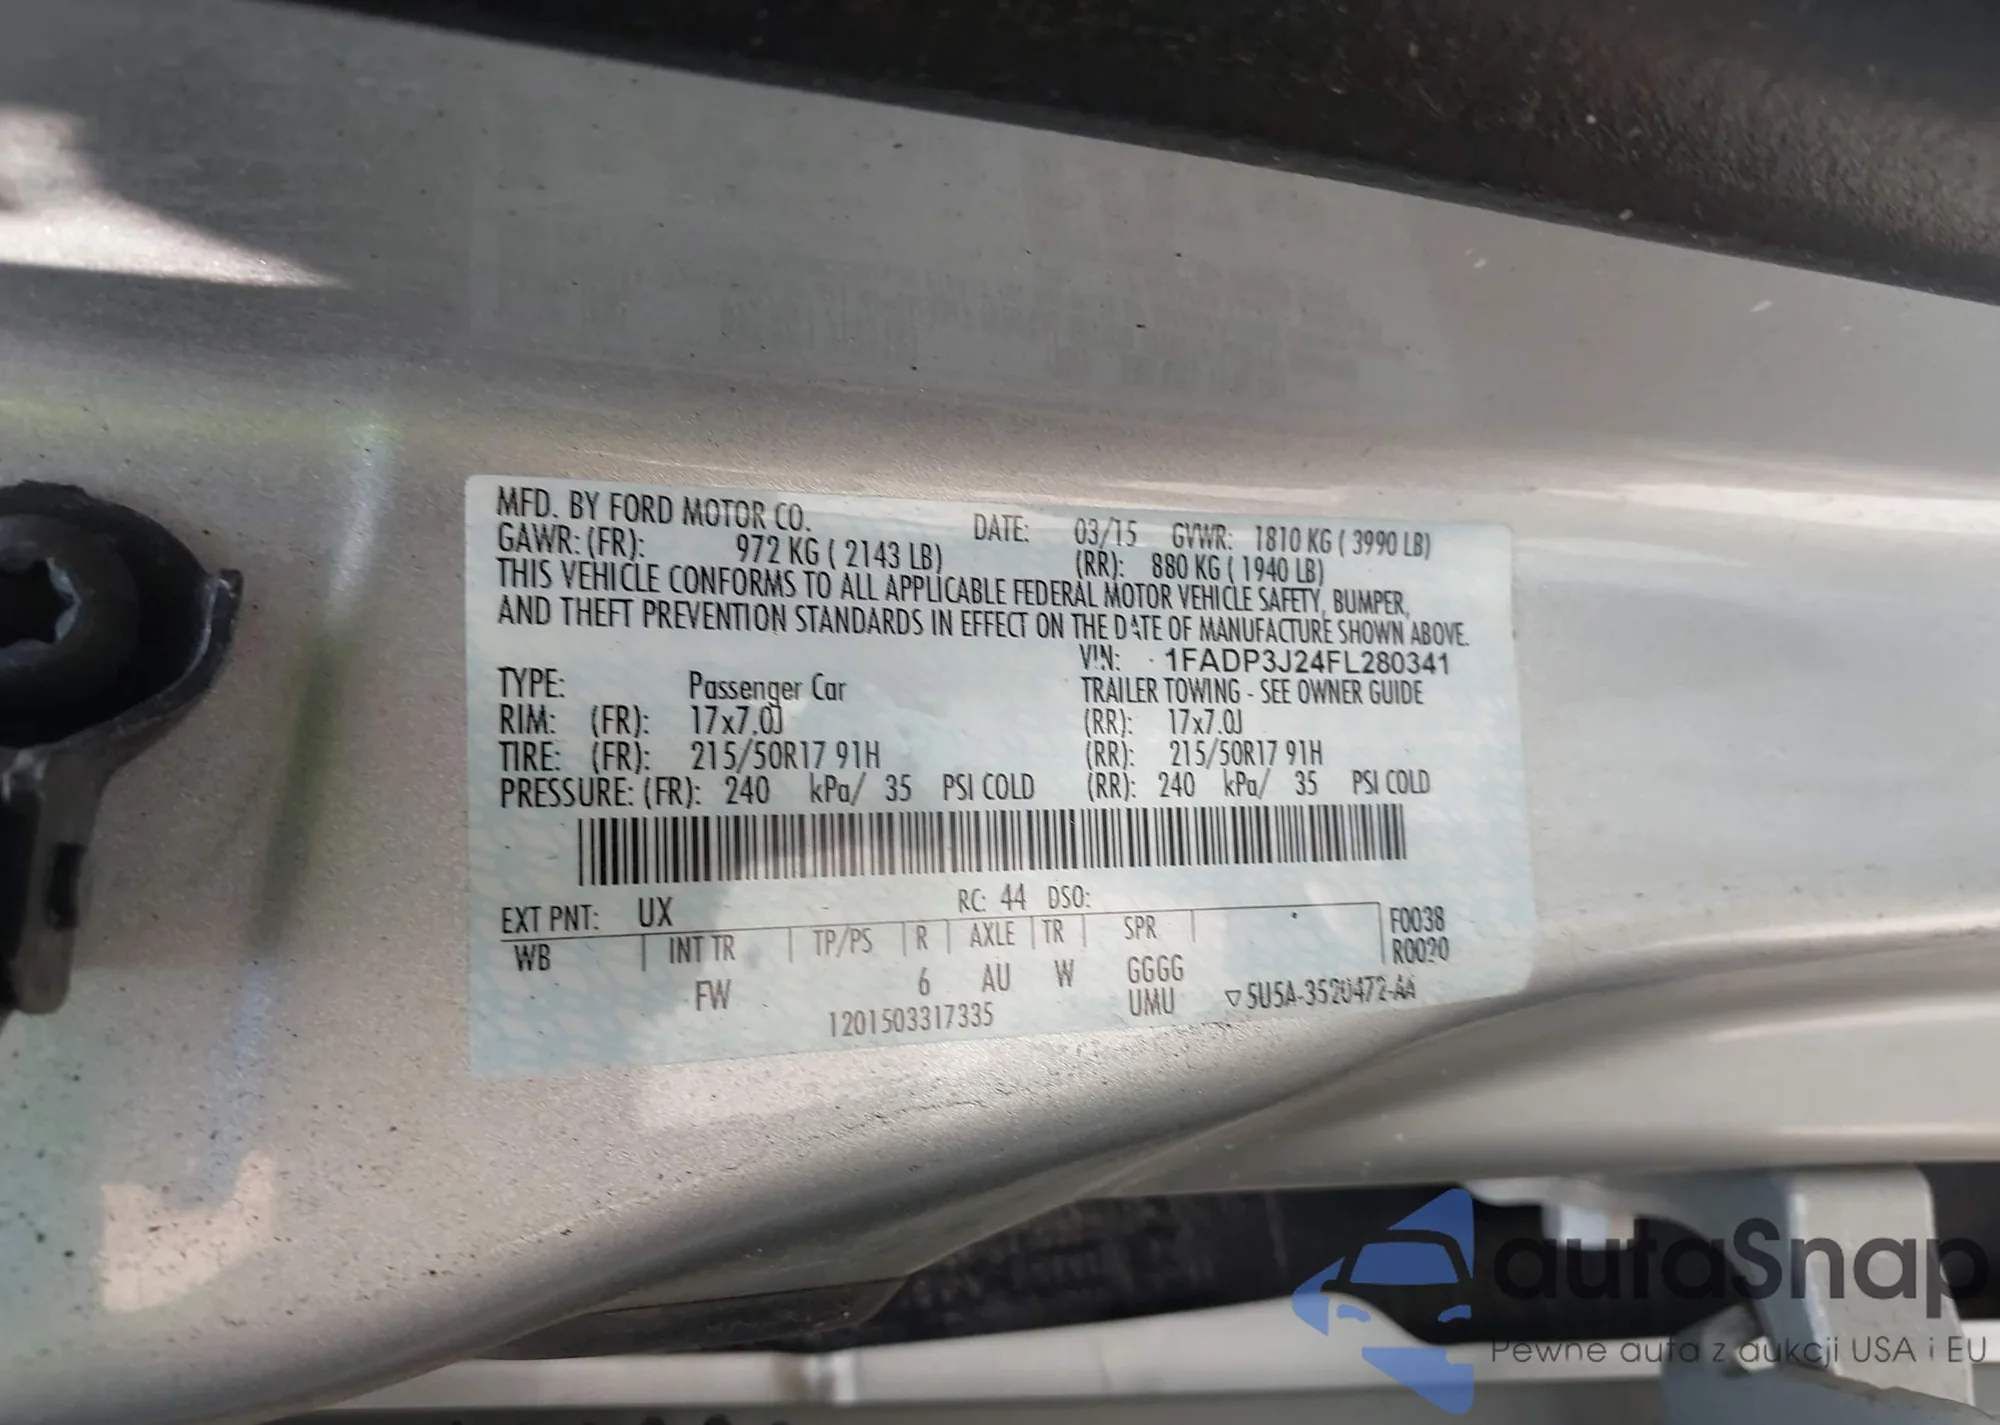 MFD. BY FORD MOTOR CO. DATE: 03/15 GVWR: 1810 KG ( 3990 LB)
GAWR: (FR): 972 KG ( 2143 LB) (RR): 880 KG ( 1940 LB)
THIS VEHICLE CONFORMS TO ALL APPLICABLE FEDERAL MOTOR VEHICLE SAFETY, BUMPER,
AND THEFT PREVENTION STANDARDS IN EFFECT ON THE DATE OF MANUFACTURE SHOWN ABOVE.
VIN: 1FADP3J24FL280341
TYPE: Passenger Car TRAILER TOWING - SEE OWNER GUIDE
RIM: (FR): 17x7.0J (RR): 17x7.0J
TIRE: (FR): 215/50R17 91H (RR): 215/50R17 91H
PRESSURE: (FR): 240 kPa/ 35 PSI COLD (RR): 240 kPa/ 35 PSI COLD
EXT PNT: UX RC: 44 DSO:
WB INT TR TP/PS R AXLE TR SPR F0038
R0020
FW 6 AU W GGGG
1201503317335 UMU ▽5U5A-3520472-AA
autaSnap
Pewne auta z aukcji USA i EU